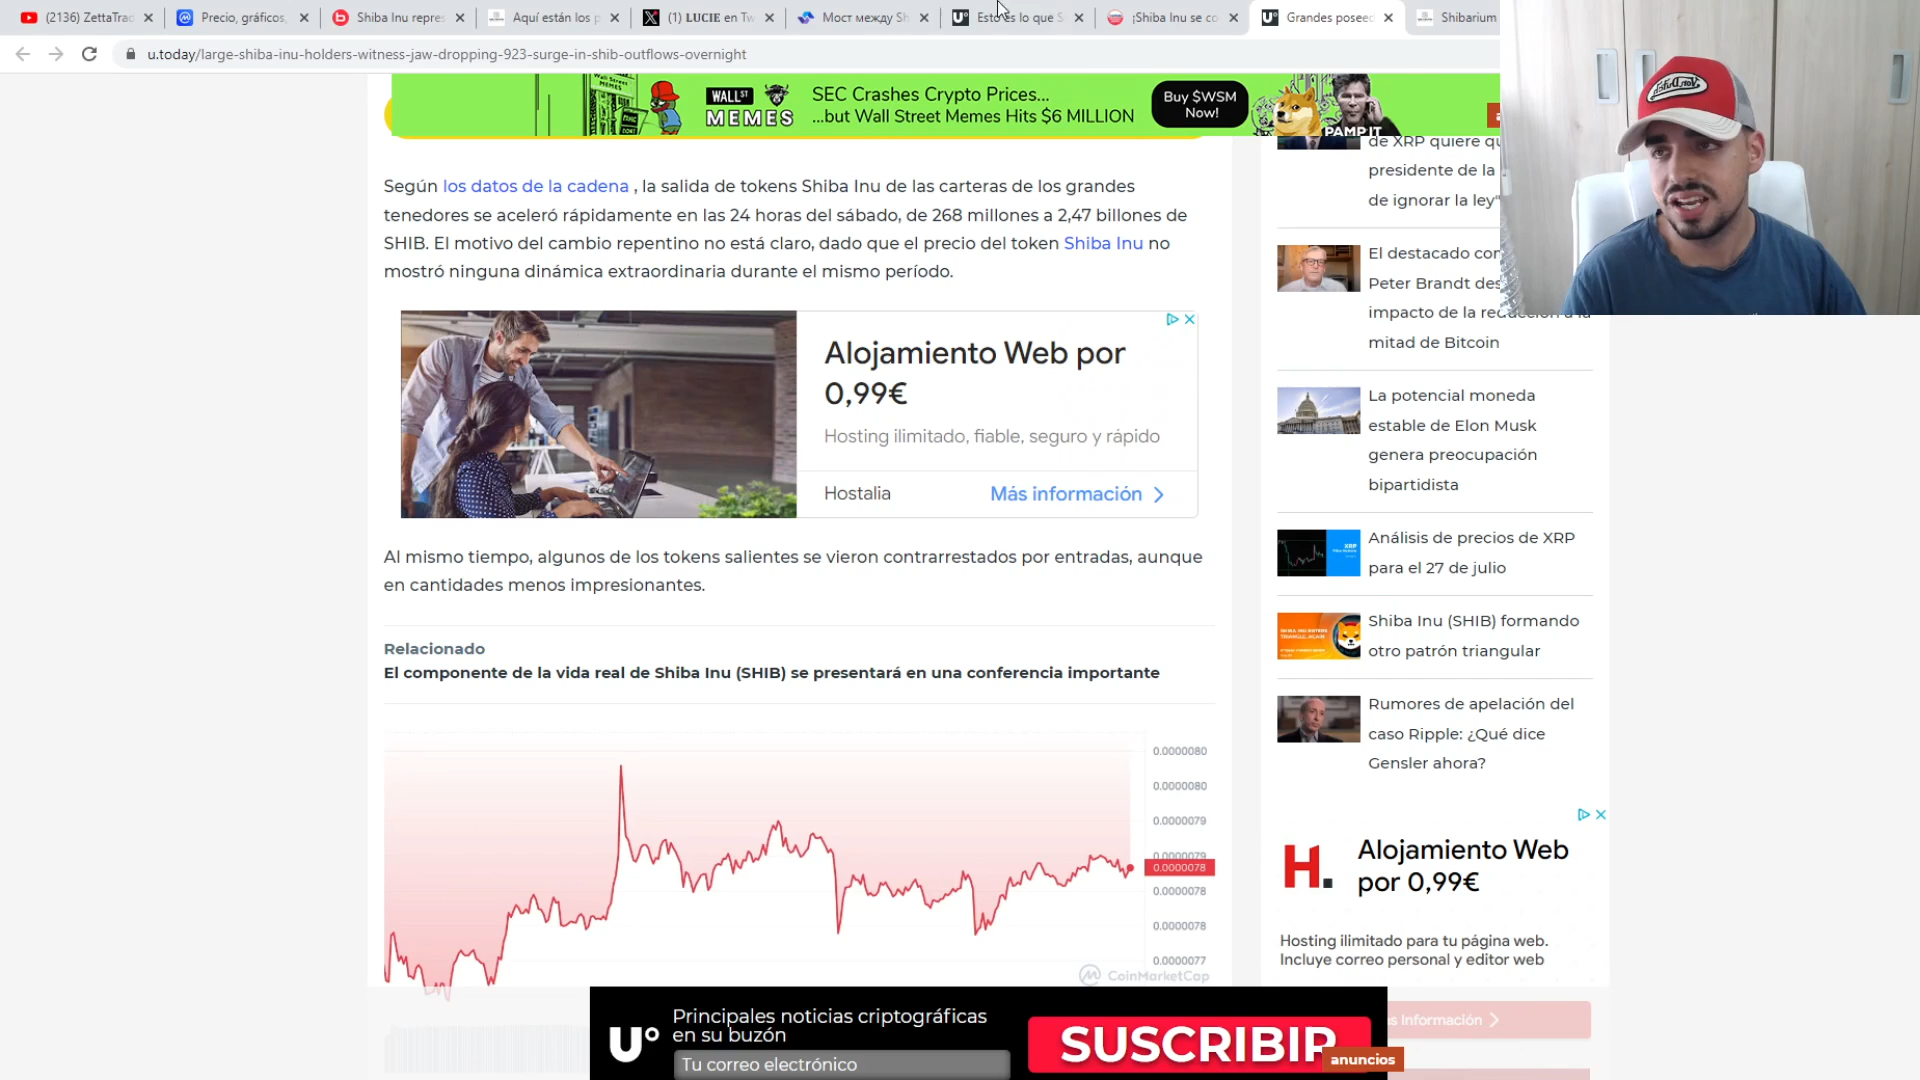 (2136) ZettaTrad
Precio, gráficos,
Shiba Inu repres
Aquí están los p
(1) LUCIE en Tw
Мост между Sh
Esto es lo que S
¡Shiba Inu se co
Grandes poseed
Shibarium
u.today/large-shiba-inu-holders-witness-jaw-dropping-923-surge-in-shib-outflows-overnight
WALL ST
MEMES
SEC Crashes Crypto Prices...
...but Wall Street Memes Hits $6 MILLION
Buy $WSM
Now!
PAMP IT
Según los datos de la cadena , la salida de tokens Shiba Inu de las carteras de los grandes
tenedores se aceleró rápidamente en las 24 horas del sábado, de 268 millones a 2,47 billones de
SHIB. El motivo del cambio repentino no está claro, dado que el precio del token Shiba Inu no
mostró ninguna dinámica extraordinaria durante el mismo período.
Alojamiento Web por
0,99€
Hosting ilimitado, fiable, seguro y rápido
Hostalia
Más información
Al mismo tiempo, algunos de los tokens salientes se vieron contrarrestados por entradas, aunque
en cantidades menos impresionantes.
Relacionado
El componente de la vida real de Shiba Inu (SHIB) se presentará en una conferencia importante
0.0000080
0.0000080
0.0000079
0.0000079
0.0000078
0.0000078
0.0000078
0.0000077
CoinMarketCap
de XRP quiere qu
presidente de la
de ignorar la ley"
El destacado con
Peter Brandt des
impacto de la reducción a la
mitad de Bitcoin
La potencial moneda
estable de Elon Musk
genera preocupación
bipartidista
Análisis de precios de XRP
para el 27 de julio
Shiba Inu (SHIB) formando
otro patrón triangular
Rumores de apelación del
caso Ripple: ¿Qué dice
Gensler ahora?
H.
Alojamiento Web
por 0,99€
Hosting ilimitado para tu página web.
Incluye correo personal y editor web
s Información
U°
Principales noticias criptográficas
en su buzón
Tu correo electrónico
SUSCRIBIR
anuncios
Von Dutch